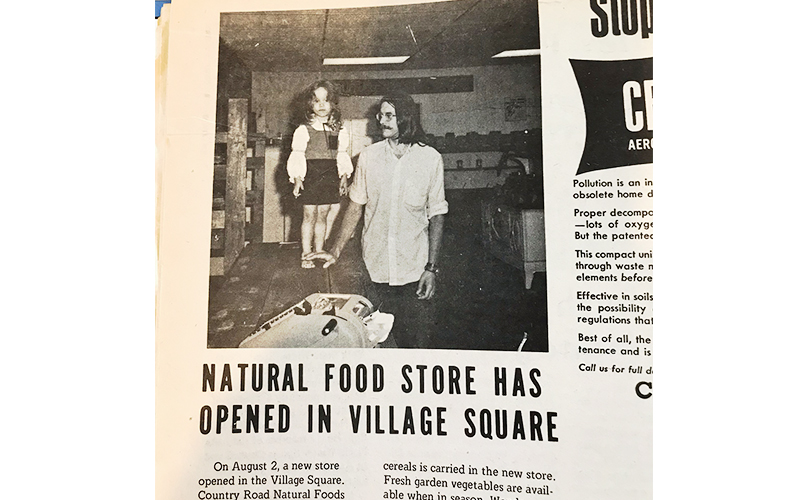 NATURAL FOOD STORE HAS
OPENED IN VILLAGE SQUARE
On August 2, a new store
opened in the Village Square.
Country Road Natural Foods
cereals is carried in the new store.
Fresh garden vegetables are avail-
able when in season.
Stop
Pollution is an in
obsolete home d
Proper decompo
—lots of oxyge
But the patented
This compact uni
through waste m
elements before
Effective in soils
the possibility
regulations that
Best of all, the
tenance and is
Call us for full d
C